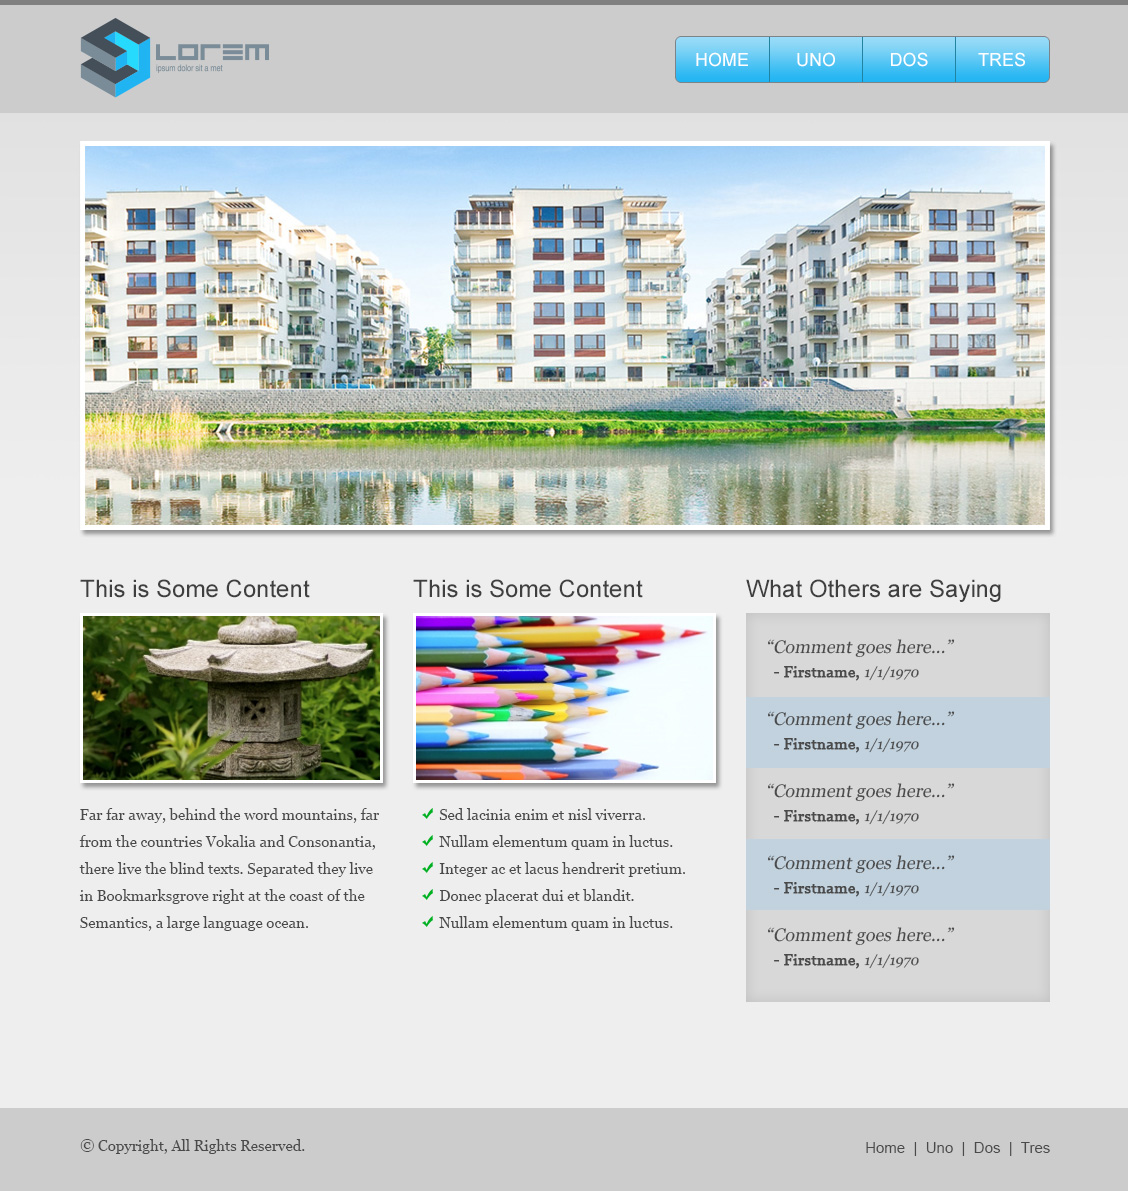 LOREM
ipsum dolor sit a met
HOME
UNO
DOS
TRES
This is Some Content
Far far away, behind the word mountains, far
from the countries Vokalia and Consonantia,
there live the blind texts. Separated they live
in Bookmarksgrove right at the coast of the
Semantics, a large language ocean.
This is Some Content
Sed lacinia enim et nisl viverra.
Nullam elementum quam in luctus.
Integer ac et lacus hendrerit pretium.
Donec placerat dui et blandit.
Nullam elementum quam in luctus.
What Others are Saying
“Comment goes here...”
- Firstname, 1/1/1970
“Comment goes here...”
- Firstname, 1/1/1970
“Comment goes here...”
- Firstname, 1/1/1970
“Comment goes here...”
- Firstname, 1/1/1970
“Comment goes here...”
- Firstname, 1/1/1970
© Copyright, All Rights Reserved.
Home | Uno | Dos | Tres